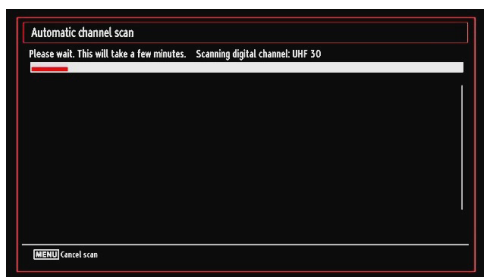 Automatic channel scan
Please wait. This will take a few minutes. Scanning digital channel: UHF 30
MENU Cancel scan